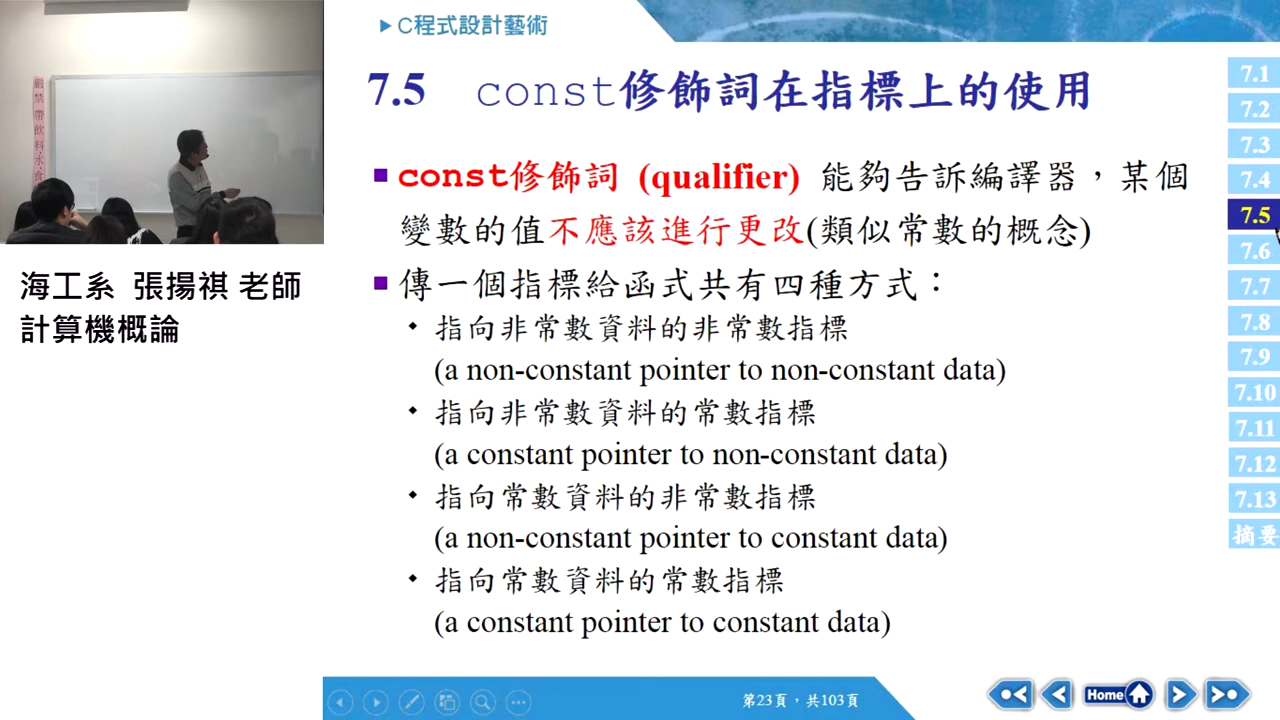 C程式設計藝術
7.5 const修飾詞在指標上的使用
const修飾詞 (qualifier) 能夠告訴編譯器，某個
變數的值不應該進行更改(類似常數的概念)
傳一個指標給函式共有四種方式：
指向非常數資料的非常數指標
(a non-constant pointer to non-constant data)
指向非常數資料的常數指標
(a constant pointer to non-constant data)
指向常數資料的非常數指標
(a non-constant pointer to constant data)
指向常數資料的常數指標
(a constant pointer to constant data)
嚴禁帶飲料、水、食
海工系 張揚祺 老師
計算機概論
7.1
7.2
7.3
7.4
7.5
7.6
7.7
7.8
7.9
7.10
7.11
7.12
7.13
摘要
第23頁，共103頁
Home